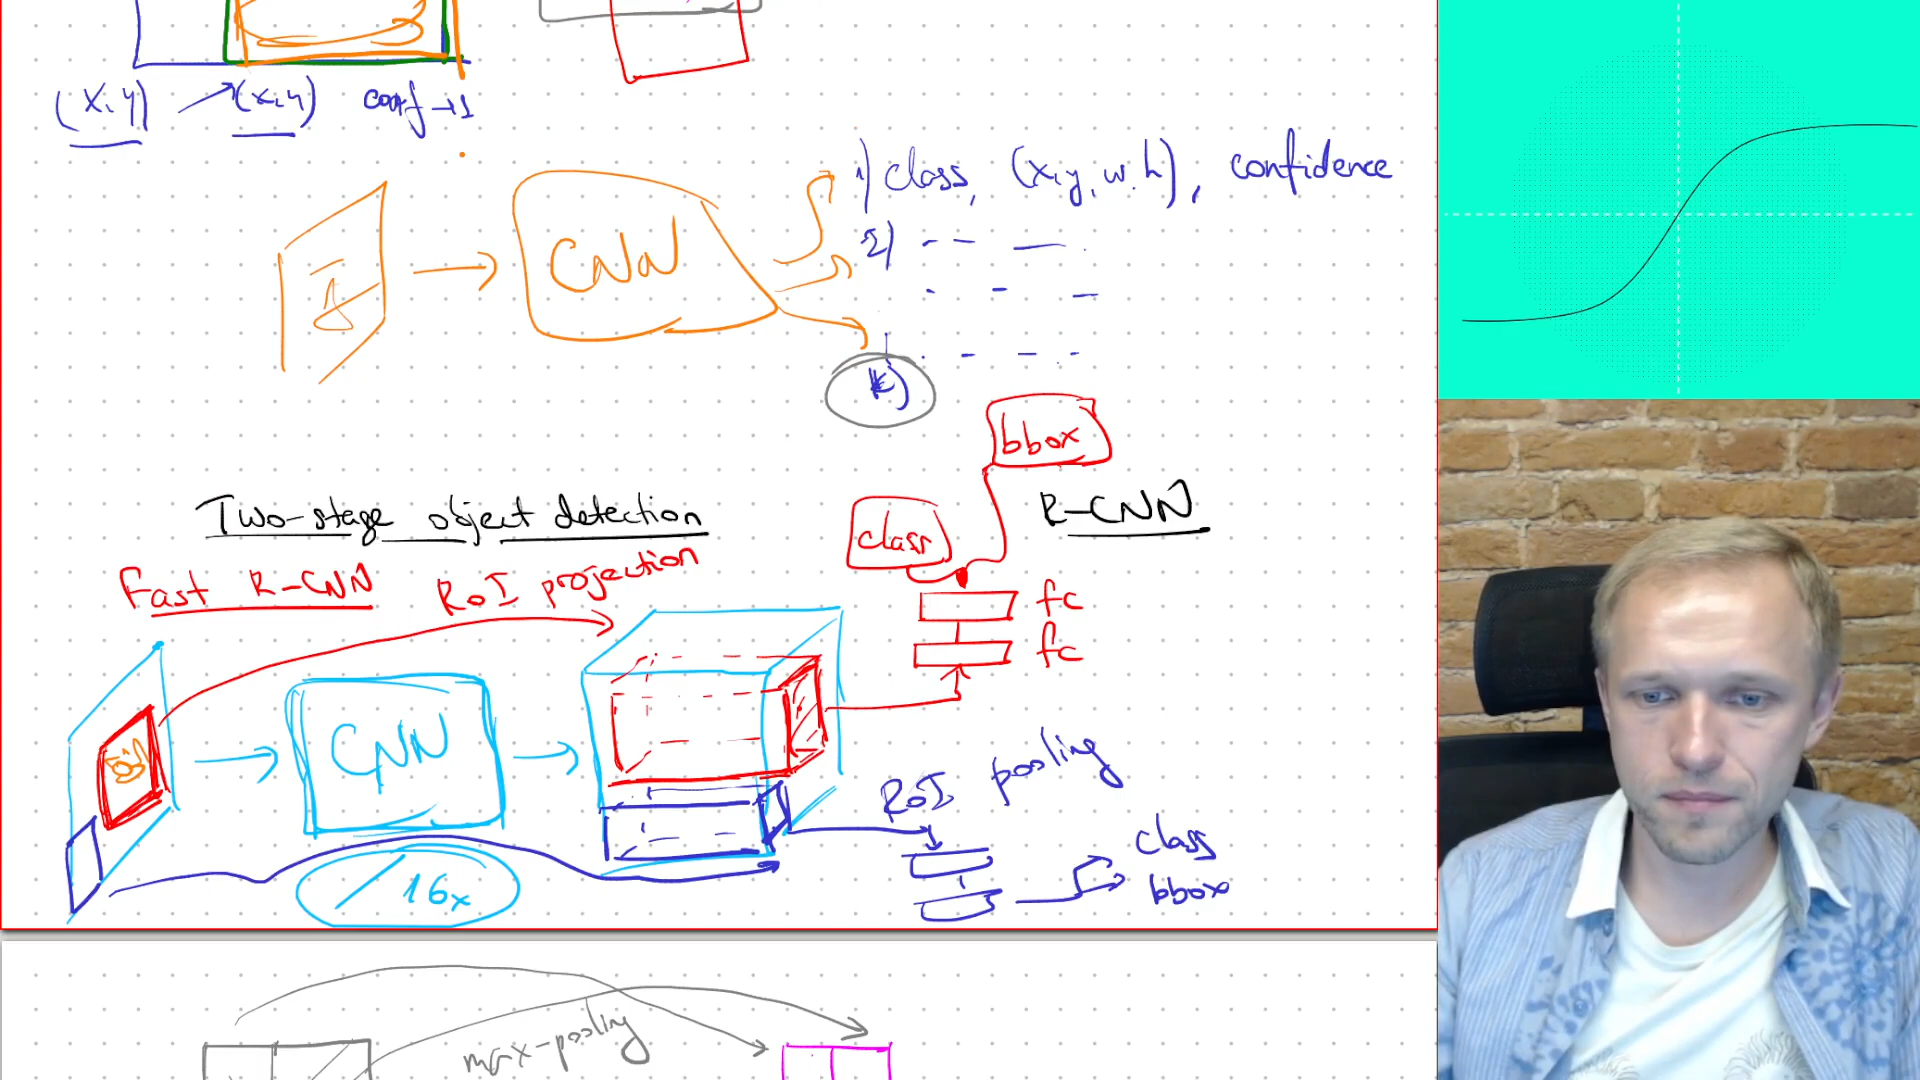 (x,y) → (x,y) conf → 1
1) class, (x,y,w,h), confidence
2)
CNN
k)
bbox
class
R-CNN
Two-stage object detection
Fast R-CNN
RoI projection
fc
fc
CNN
RoI pooling
/16x
class
bbox
max-pooling